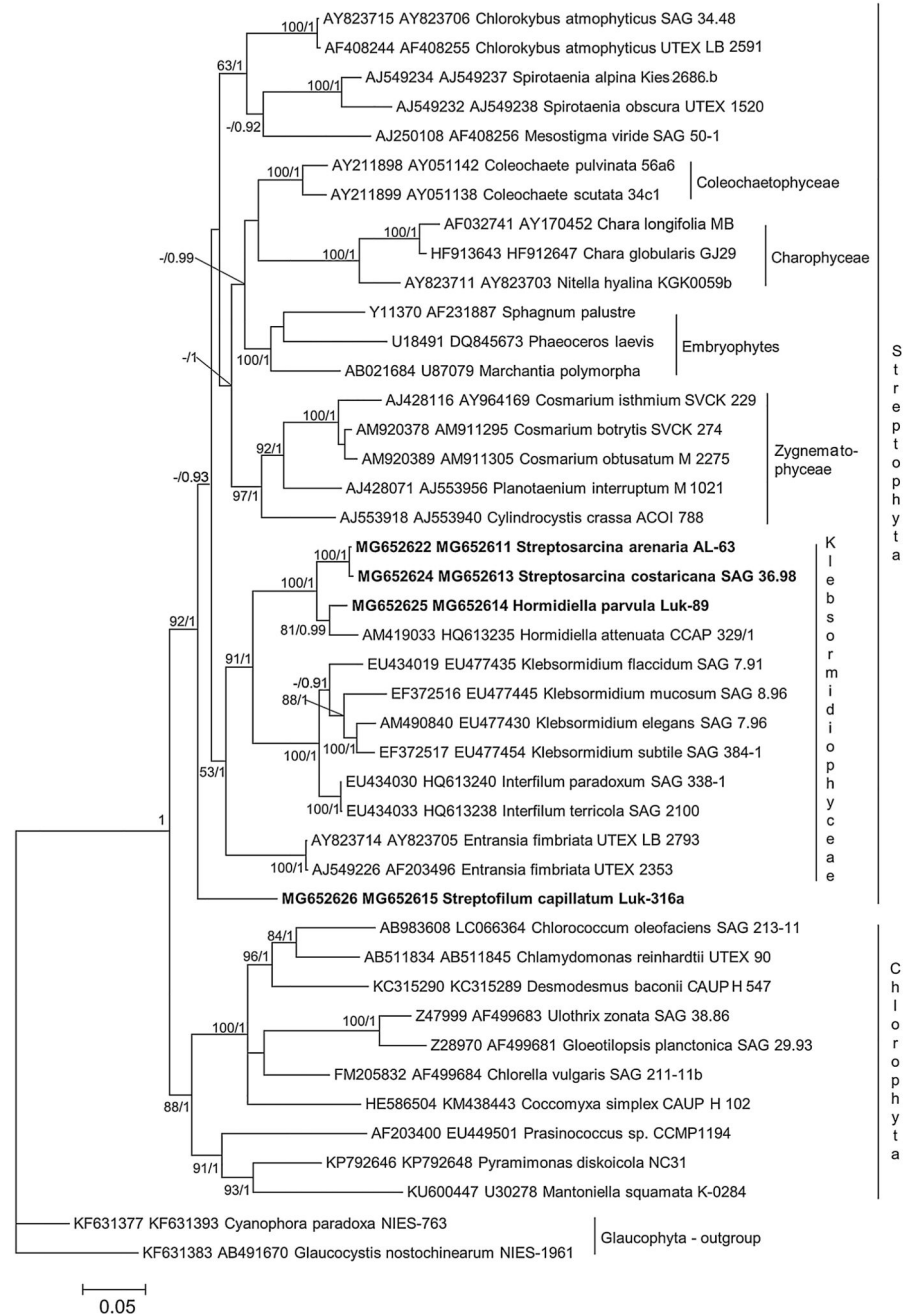 AY823715 AY823706 Chlorokybus atmophyticus SAG 34.48
100/1
AF408244 AF408255 Chlorokybus atmophyticus UTEX LB 2591
63/1
AJ549234 AJ549237 Spirotaenia alpina Kies 2686.b
100/1
AJ549232 AJ549238 Spirotaenia obscura UTEX 1520
-/0.92
AJ250108 AF408256 Mesostigma viride SAG 50-1
AY211898 AY051142 Coleochaete pulvinata 56a6
100/1
Coleochaetophyceae
AY211899 AY051138 Coleochaete scutata 34c1
AF032741 AY170452 Chara longifolia MB
100/1
HF913643 HF912647 Chara globularis GJ29
100/1
Charophyceae
-/0.99
AY823711 AY823703 Nitella hyalina KGK0059b
Y11370 AF231887 Sphagnum palustre
U18491 DQ845673 Phaeoceros laevis
Embryophytes
100/1
-/1
AB021684 U87079 Marchantia polymorpha
Streptophyta
AJ428116 AY964169 Cosmarium isthmium SVCK 229
100/1
AM920378 AM911295 Cosmarium botrytis SVCK 274
92/1
Zygnemato-
phyceae
AM920389 AM911305 Cosmarium obtusatum M 2275
-/0.93
AJ428071 AJ553956 Planotaenium interruptum M 1021
97/1
AJ553918 AJ553940 Cylindrocystis crassa ACOI 788
MG652622 MG652611 Streptosarcina arenaria AL-63
100/1
Klebsormidiophyceae
MG652624 MG652613 Streptosarcina costaricana SAG 36.98
100/1
MG652625 MG652614 Hormidiella parvula Luk-89
92/1
81/0.99
AM419033 HQ613235 Hormidiella attenuata CCAP 329/1
91/1
EU434019 EU477435 Klebsormidium flaccidum SAG 7.91
-/0.91
EF372516 EU477445 Klebsormidium mucosum SAG 8.96
88/1
AM490840 EU477430 Klebsormidium elegans SAG 7.96
100/1
100/1
EF372517 EU477454 Klebsormidium subtile SAG 384-1
53/1
EU434030 HQ613240 Interfilum paradoxum SAG 338-1
100/1
EU434033 HQ613238 Interfilum terricola SAG 2100
1
AY823714 AY823705 Entransia fimbriata UTEX LB 2793
100/1
AJ549226 AF203496 Entransia fimbriata UTEX 2353
MG652626 MG652615 Streptofilum capillatum Luk-316a
AB983608 LC066364 Chlorococcum oleofaciens SAG 213-11
84/1
96/1
AB511834 AB511845 Chlamydomonas reinhardtii UTEX 90
KC315290 KC315289 Desmodesmus baconii CAUP H 547
Chlorophyta
Z47999 AF499683 Ulothrix zonata SAG 38.86
100/1
100/1
Z28970 AF499681 Gloeotilopsis planctonica SAG 29.93
FM205832 AF499684 Chlorella vulgaris SAG 211-11b
88/1
HE586504 KM438443 Coccomyxa simplex CAUP H 102
AF203400 EU449501 Prasinococcus sp. CCMP1194
91/1
KP792646 KP792648 Pyramimonas diskoicola NC31
93/1
KU600447 U30278 Mantoniella squamata K-0284
KF631377 KF631393 Cyanophora paradoxa NIES-763
Glaucophyta - outgroup
KF631383 AB491670 Glaucocystis nostochinearum NIES-1961
0.05